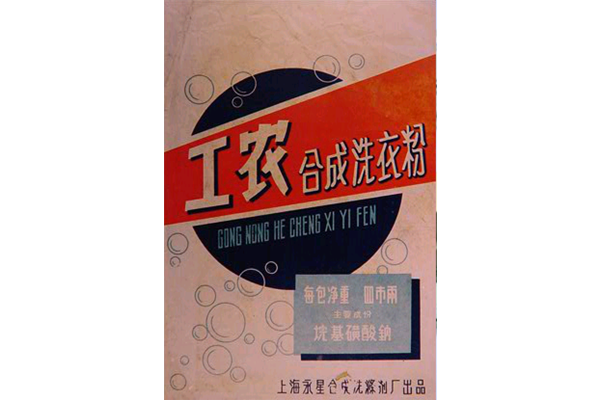 工农 合成洗衣粉
GONG NONG HE CHENG XI YI FEN
每包净重 四市两
主要成份
烷基磺酸鈉
上海永星合成洗滌剂厂出品